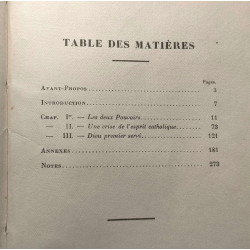 TABLE DES MATIÈRES
Pages.
AVANT-PROPOS 5
INTRODUCTION 7
CHAP. Iᵉʳ. — Les deux Pouvoirs 11
— II. — Une crise de l'esprit catholique 73
— III. — Dieu premier servi 121
ANNEXES 181
NOTES 273